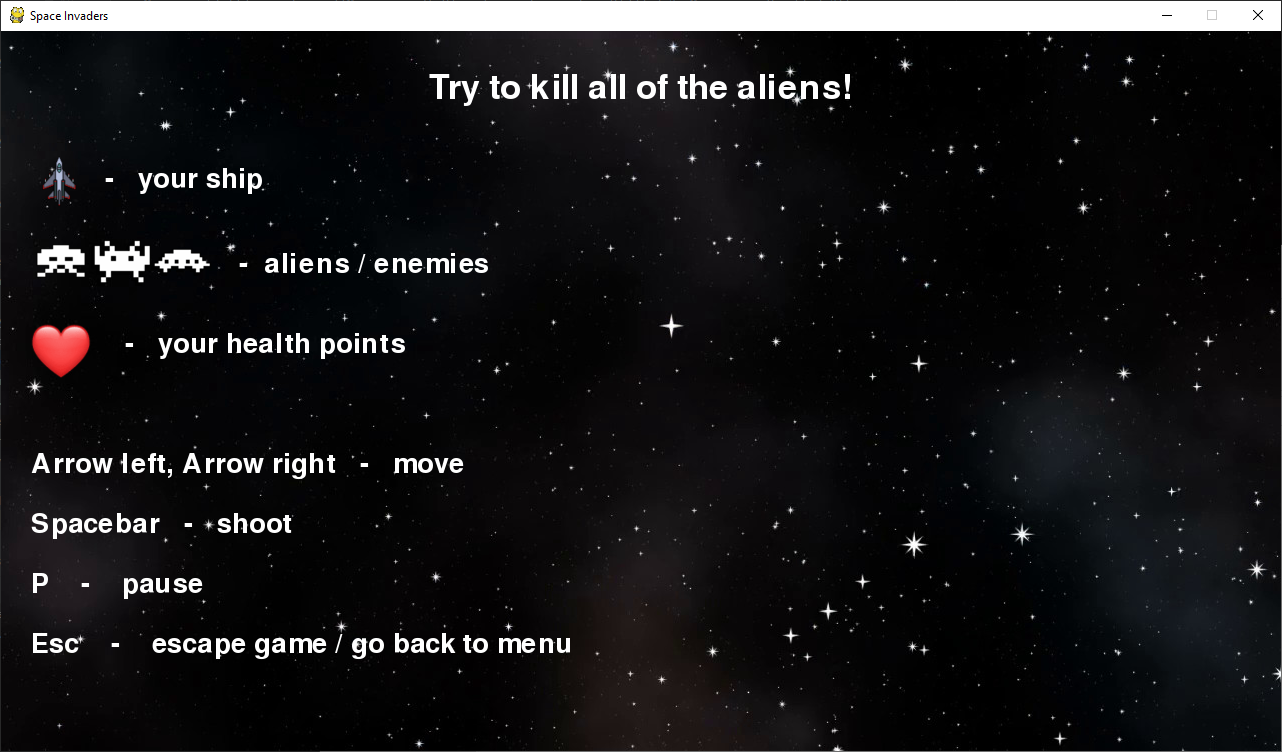 Space Invaders
Try to kill all of the aliens!
- your ship
- aliens / enemies
- your health points
Arrow left, Arrow right - move
Spacebar - shoot
P - pause
Esc - escape game / go back to menu